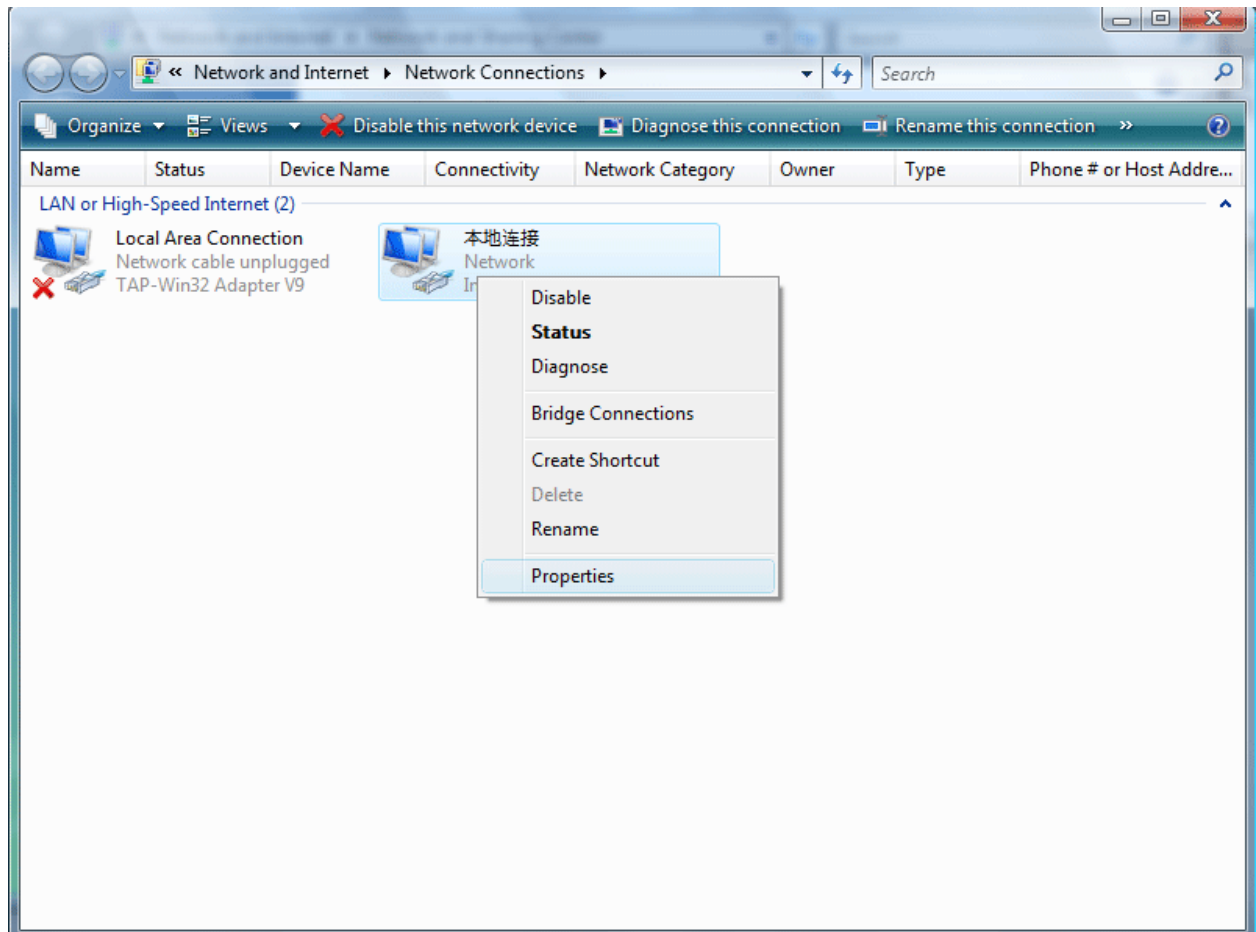 « Network and Internet ▸ Network Connections ▸ Search
Organize Views Disable this network device Diagnose this connection Rename this connection »
Name Status Device Name Connectivity Network Category Owner Type Phone # or Host Addre...
LAN or High-Speed Internet (2)
Local Area Connection
Network cable unplugged
TAP-Win32 Adapter V9
本地连接
Network
Disable
Status
Diagnose
Bridge Connections
Create Shortcut
Delete
Rename
Properties